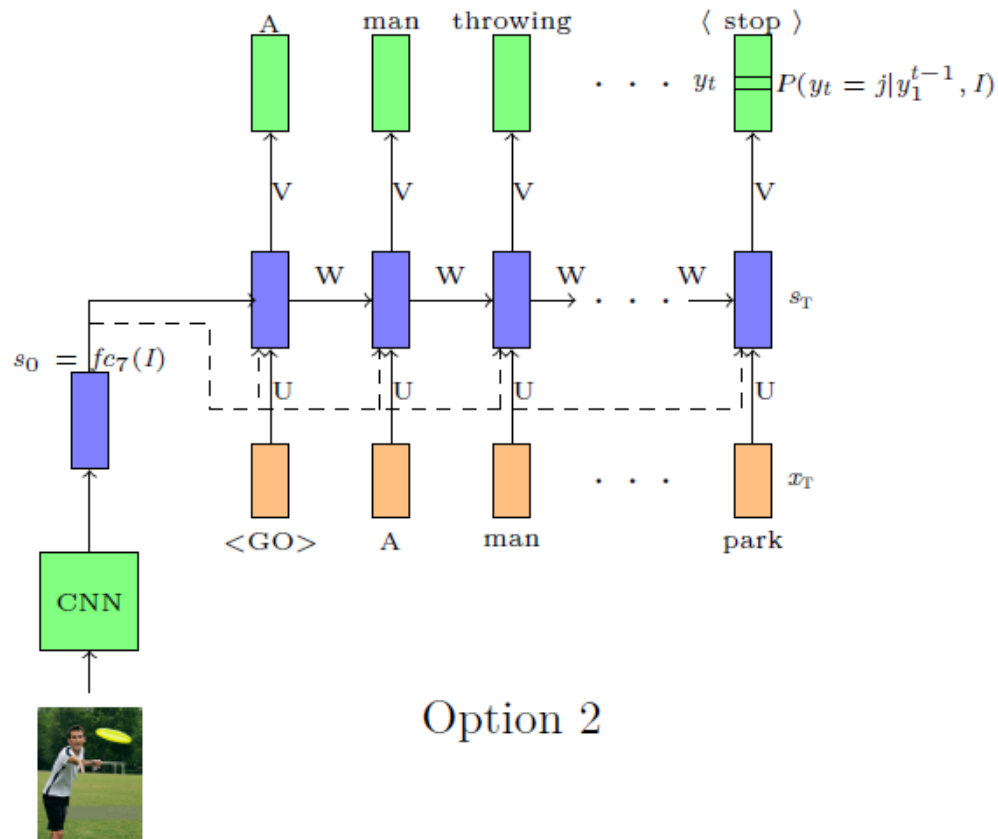 A man throwing ⟨ stop ⟩
. . . y_t P(y_t = j|y_1^{t−1}, I)
V V V V
W W W W
. . . s_T
s_0 = fc_7(I)
U U U U
. . . x_T
<GO> A man park
CNN
Option 2